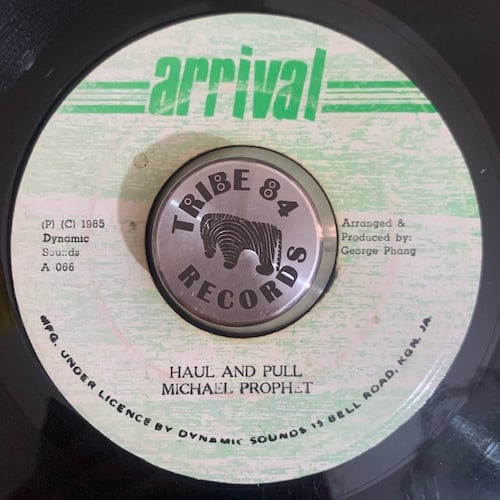 arrival
TRIBE 84
RECORDS
(P) (C) 1985
Dynamic
Sounds
A 066
Arranged &
Produced by:
George Phang
HAUL AND PULL
MICHAEL PROPHET
MFG. UNDER LICENCE BY DYNAMIC SOUNDS 15 BELL ROAD, KGN. JA.